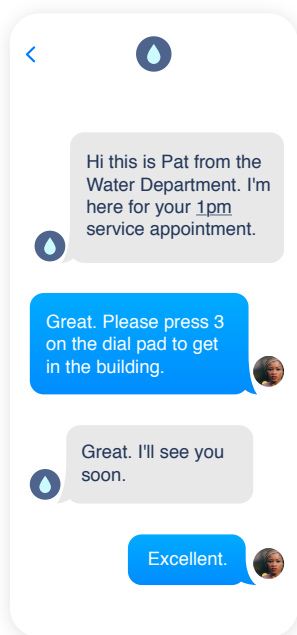 Hi this is Pat from the
Water Department. I'm
here for your 1pm
service appointment.
Great. Please press 3
on the dial pad to get
in the building.
Great. I'll see you
soon.
Excellent.